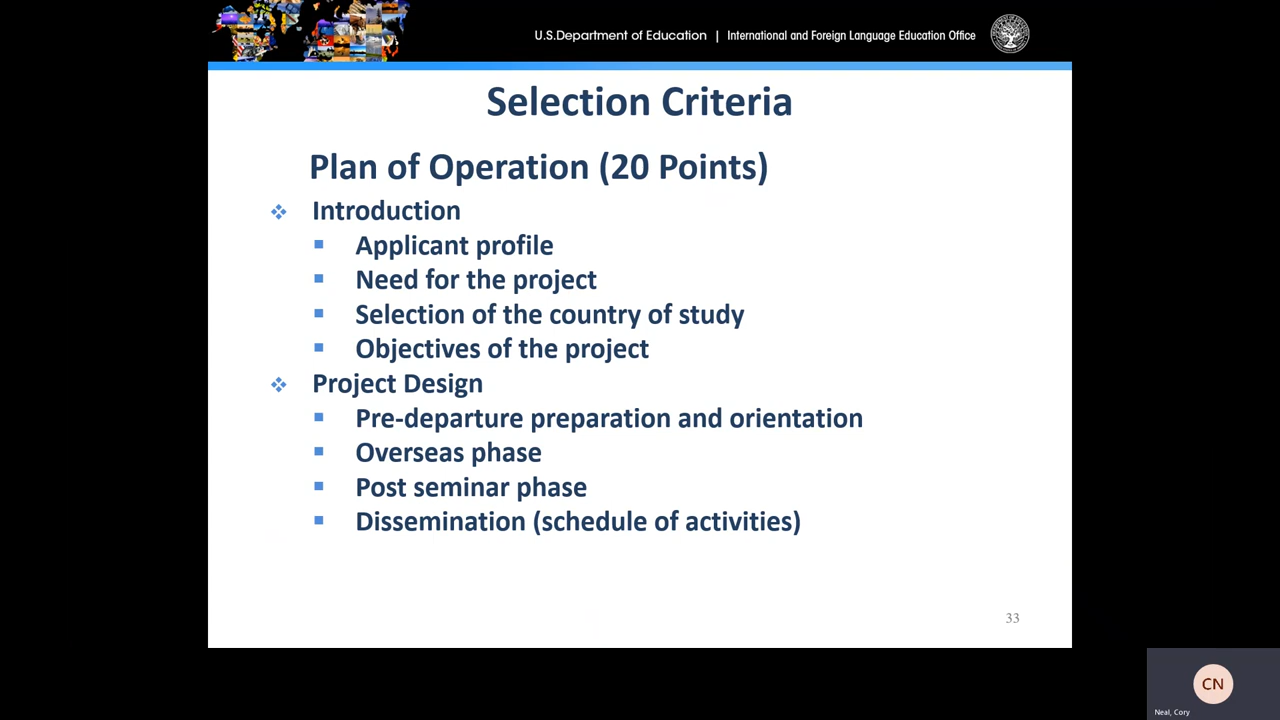 U.S.Department of Education | International and Foreign Language Education Office
Selection Criteria
Plan of Operation (20 Points)
Introduction
Applicant profile
Need for the project
Selection of the country of study
Objectives of the project
Project Design
Pre-departure preparation and orientation
Overseas phase
Post seminar phase
Dissemination (schedule of activities)
33
CN
Neal, Cory